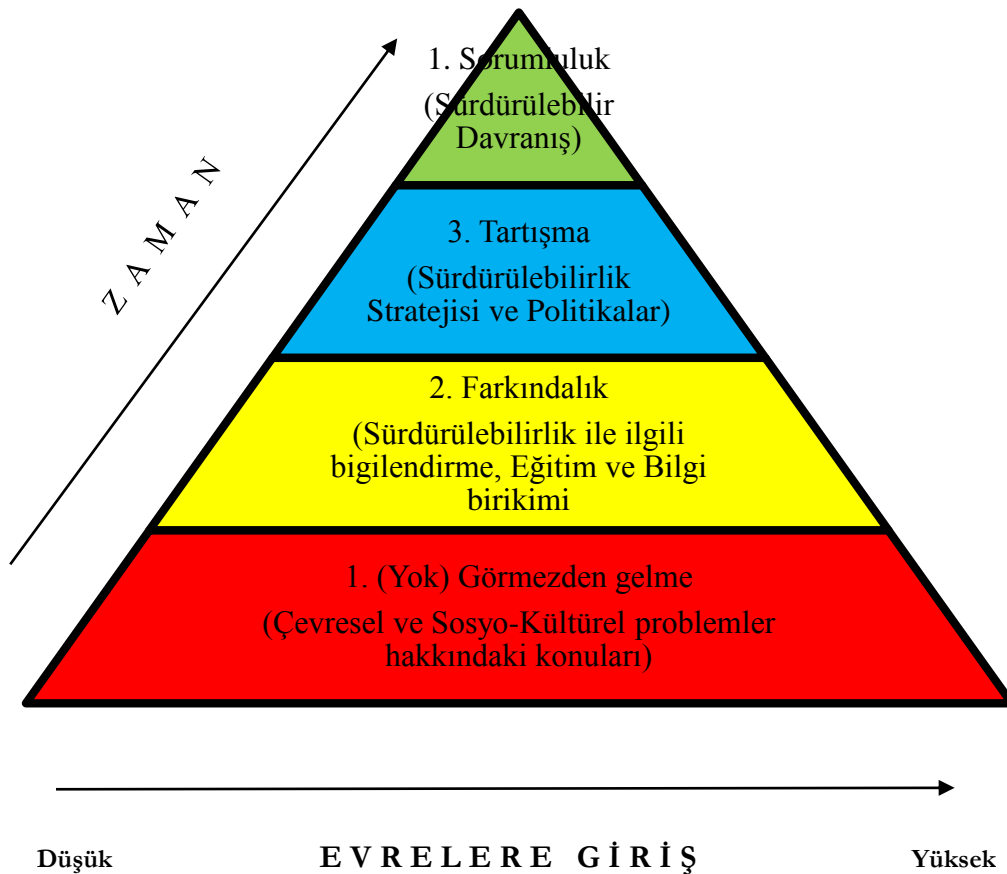 1. Sorumluluk
(Sürdürülebilir
Davranış)
Z A M A N
3. Tartışma
(Sürdürülebilirlik
Stratejisi ve Politikalar)
2. Farkındalık
(Sürdürülebilirlik ile ilgili
bigilendirme, Eğitim ve Bilgi
birikimi
1. (Yok) Görmezden gelme
(Çevresel ve Sosyo-Kültürel problemler
hakkındaki konuları)
Düşük E V R E L E R E G İ R İ Ş Yüksek